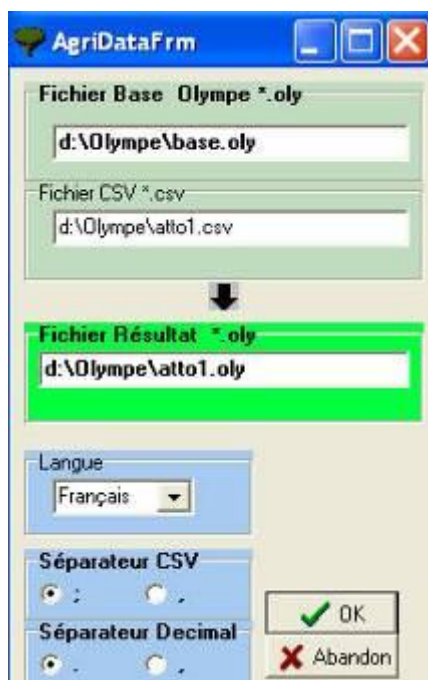 AgriDataFrm
Fichier Base Olympe *.oly
d:\Olympe\base.oly
Fichier CSV *.csv
d:\Olympe\atto1.csv
Fichier Résultat *.oly
d:\Olympe\atto1.oly
Langue
Français
Séparateur CSV
; ,
OK
Séparateur Decimal
. ,
Abandon